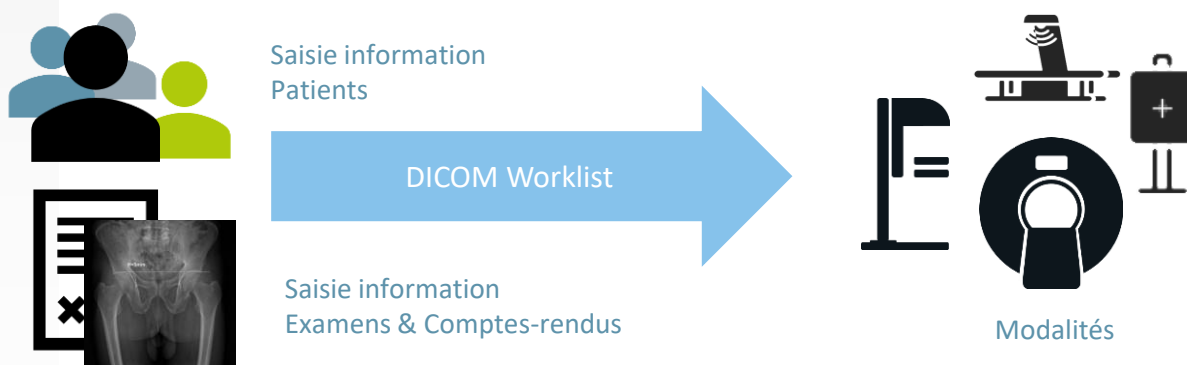 Saisie information
Patients
DICOM Worklist
Saisie information
Examens & Comptes-rendus
Modalités